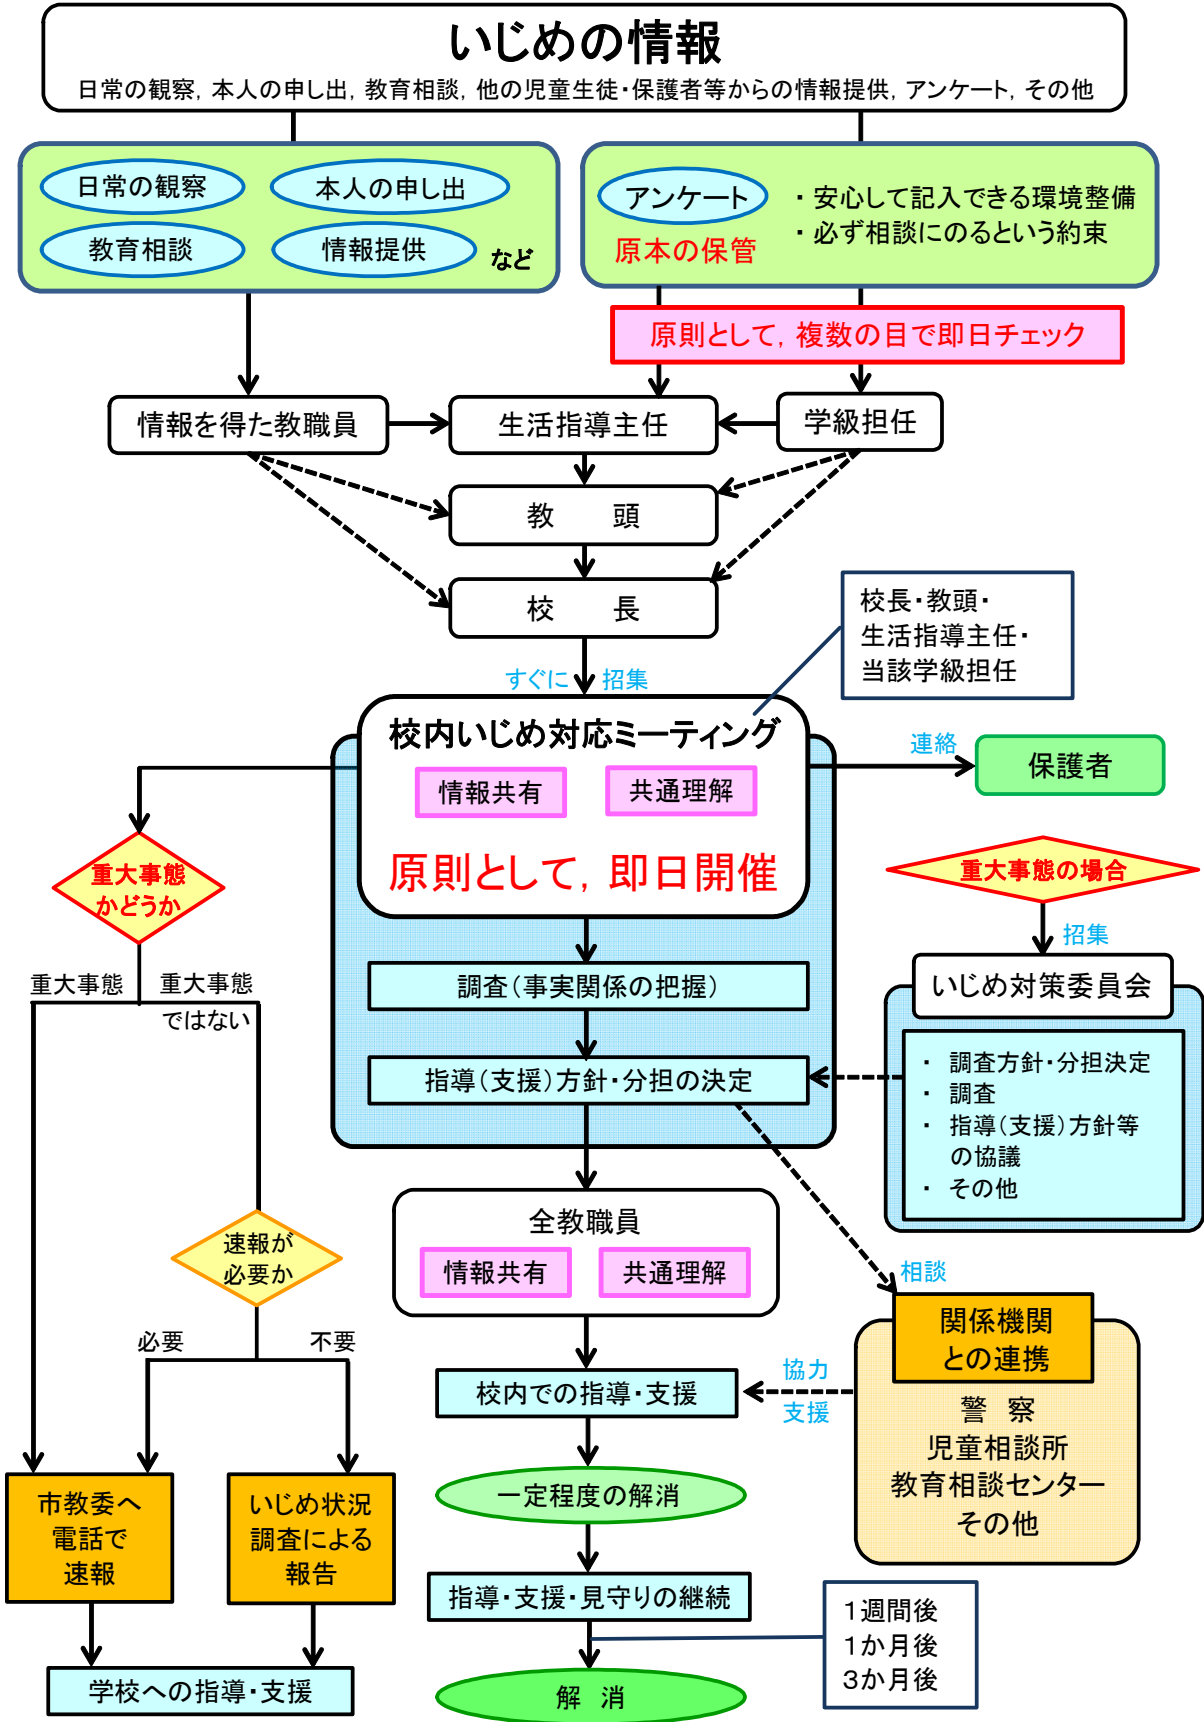 いじめの情報
日常の観察，本人の申し出，教育相談，他の児童生徒・保護者等からの情報提供，アンケート，その他
日常の観察
本人の申し出
教育相談
情報提供
など
アンケート
原本の保管
・安心して記入できる環境整備
・必ず相談にのるという約束
原則として，複数の目で即日チェック
情報を得た教職員
生活指導主任
学級担任
教　頭
校　長
校長・教頭・
生活指導主任・
当該学級担任
すぐに
招集
校内いじめ対応ミーティング
情報共有
共通理解
原則として，即日開催
連絡
保護者
重大事態
かどうか
重大事態の場合
招集
いじめ対策委員会
・ 調査方針・分担決定
・ 調査
・ 指導（支援）方針等
の協議
・ その他
重大事態
重大事態
ではない
調査（事実関係の把握）
指導（支援）方針・分担の決定
全教職員
情報共有
共通理解
速報が
必要か
必要
不要
相談
関係機関
との連携
警　察
児童相談所
教育相談センター
その他
協力
支援
校内での指導・支援
一定程度の解消
市教委へ
電話で
速報
いじめ状況
調査による
報告
指導・支援・見守りの継続
１週間後
１か月後
３か月後
学校への指導・支援
解　消